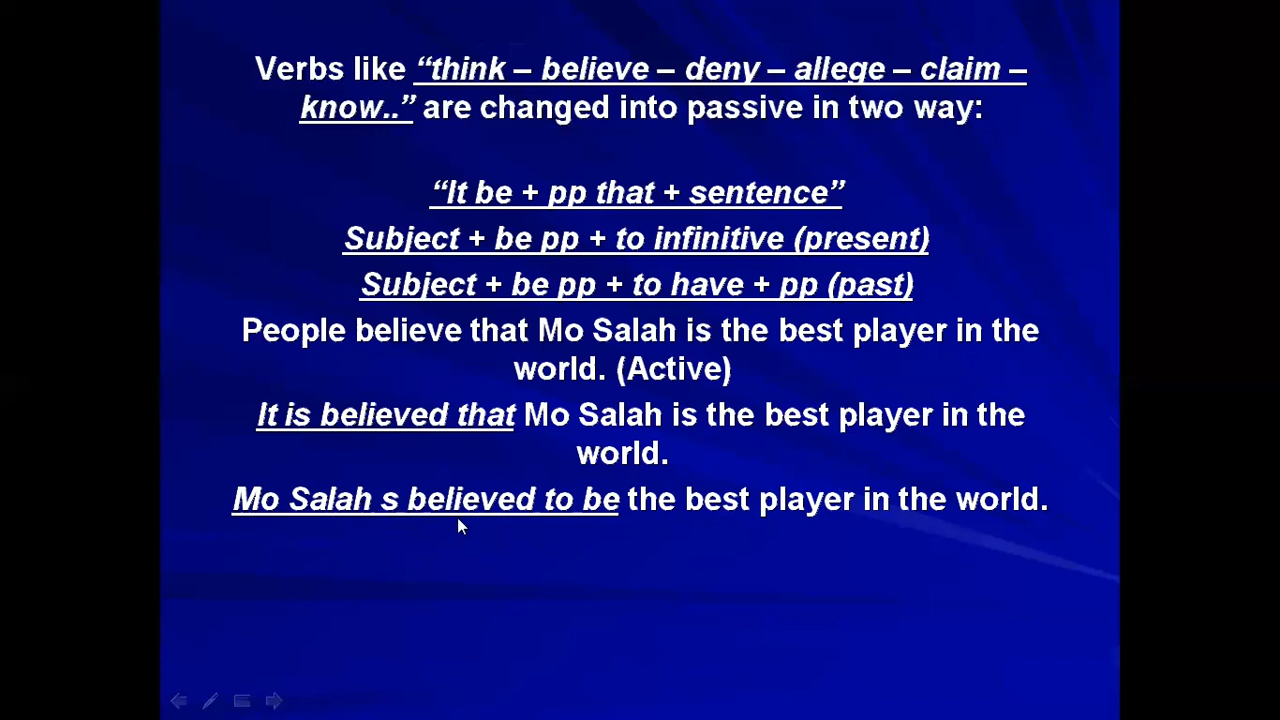 Verbs like “think – believe – deny – allege – claim –
know..” are changed into passive in two way:
“It be + pp that + sentence”
Subject + be pp + to infinitive (present)
Subject + be pp + to have + pp (past)
People believe that Mo Salah is the best player in the
world. (Active)
It is believed that Mo Salah is the best player in the
world.
Mo Salah s believed to be the best player in the world.